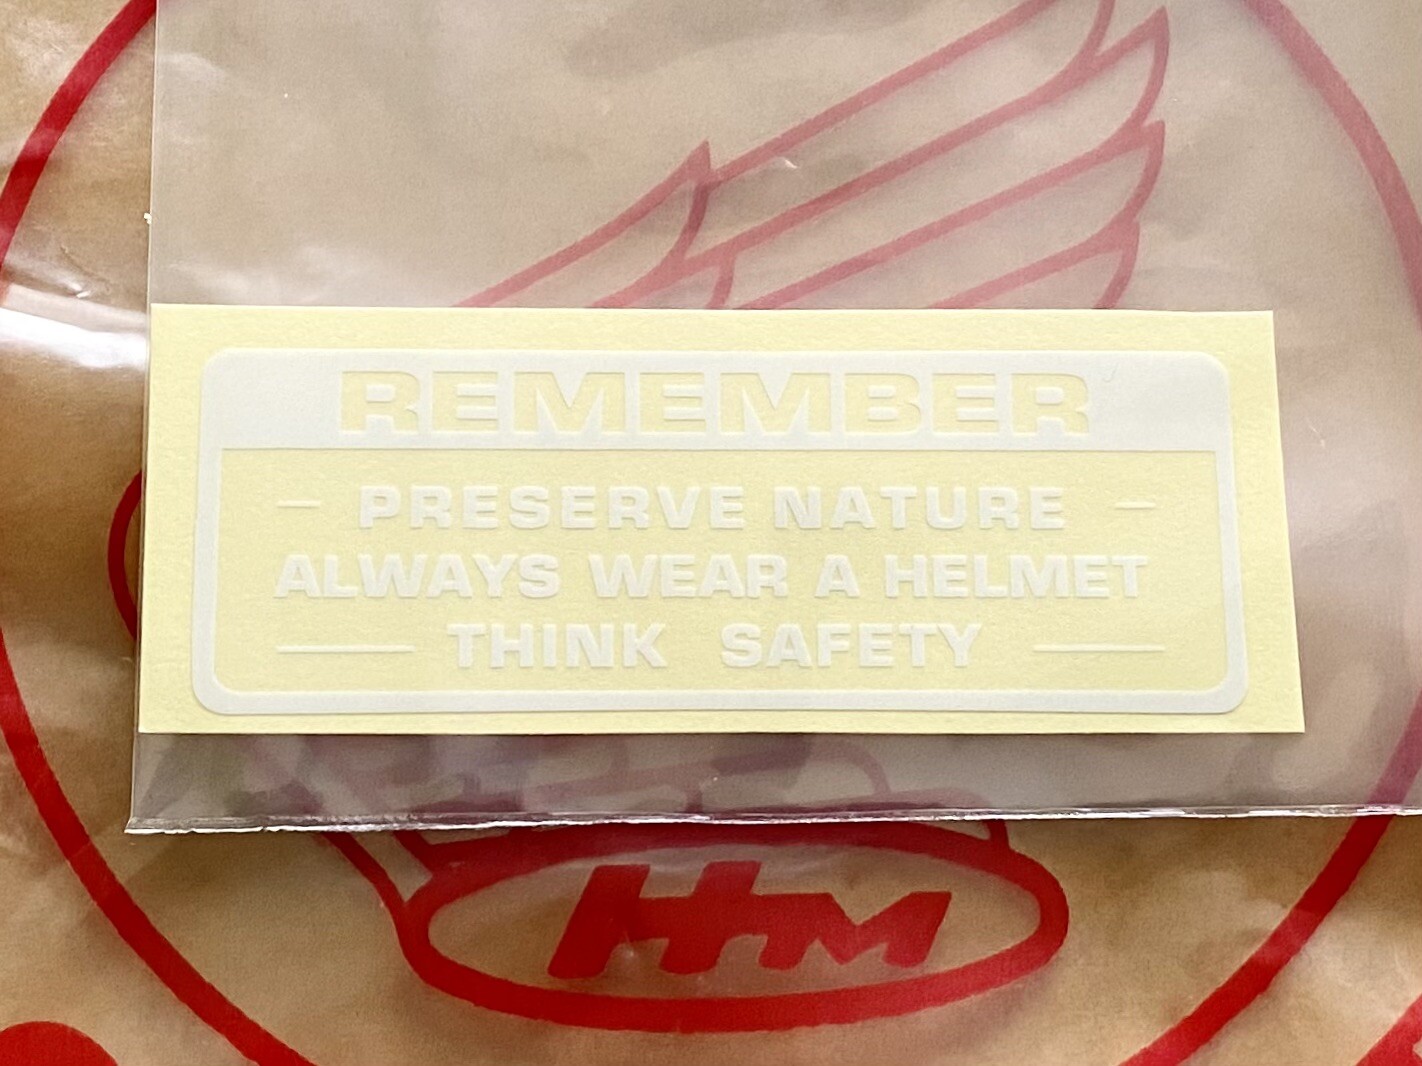 REMEMBER
- PRESERVE NATURE -
ALWAYS WEAR A HELMET
— THINK SAFETY —
HM